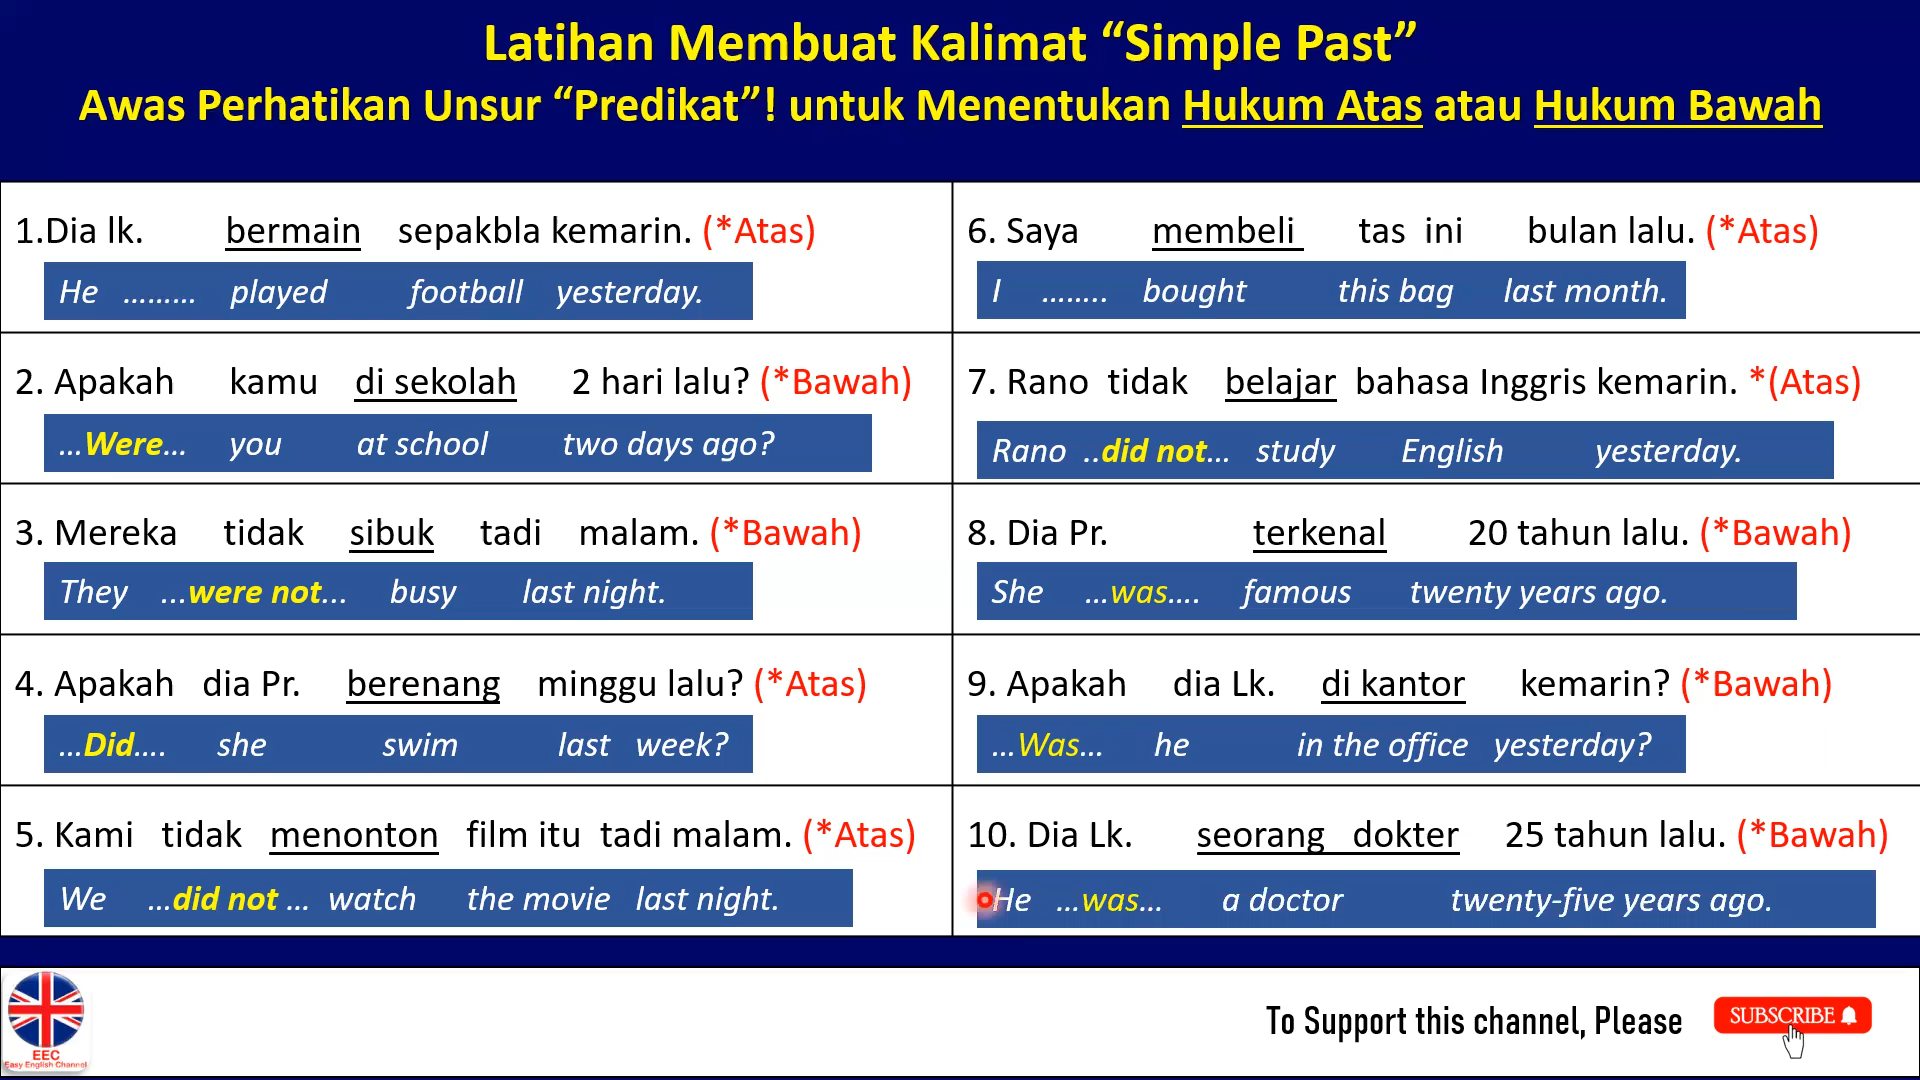 Latihan Membuat Kalimat “Simple Past”
Awas Perhatikan Unsur “Predikat”! untuk Menentukan Hukum Atas atau Hukum Bawah
1.Dia lk. bermain sepakbla kemarin. (*Atas)
He ……... played football yesterday.
2. Apakah kamu di sekolah 2 hari lalu? (*Bawah)
...Were... you at school two days ago?
3. Mereka tidak sibuk tadi malam. (*Bawah)
They ...were not... busy last night.
4. Apakah dia Pr. berenang minggu lalu? (*Atas)
...Did.... she swim last week?
5. Kami tidak menonton film itu tadi malam. (*Atas)
We ...did not ... watch the movie last night.
6. Saya membeli tas ini bulan lalu. (*Atas)
I …….. bought this bag last month.
7. Rano tidak belajar bahasa Inggris kemarin. *(Atas)
Rano ..did not... study English yesterday.
8. Dia Pr. terkenal 20 tahun lalu. (*Bawah)
She ...was.... famous twenty years ago.
9. Apakah dia Lk. di kantor kemarin? (*Bawah)
...Was... he in the office yesterday?
10. Dia Lk. seorang dokter 25 tahun lalu. (*Bawah)
He ...was... a doctor twenty-five years ago.
EEC
Easy English Channel
To Support this channel, Please
SUBSCRIBE